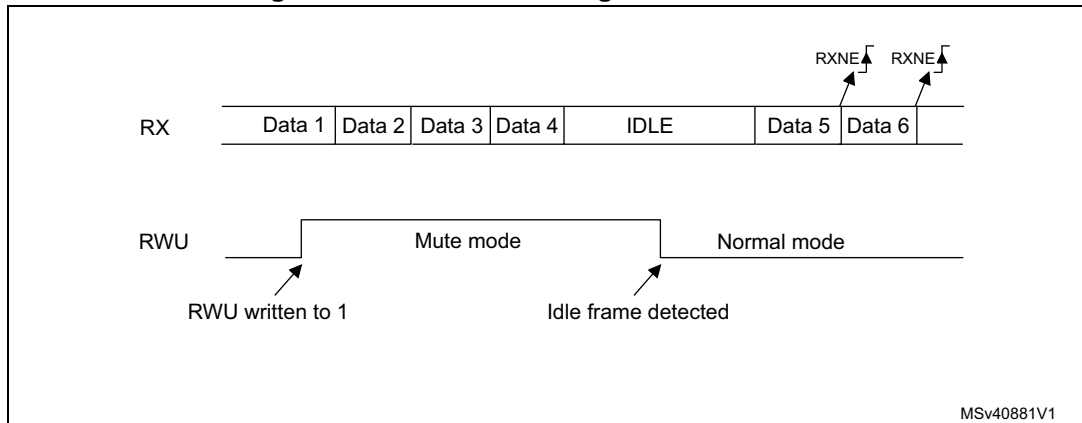 RXNE RXNE
RX Data 1 Data 2 Data 3 Data 4 IDLE Data 5 Data 6
RWU Mute mode Normal mode
RWU written to 1 Idle frame detected
MSv40881V1